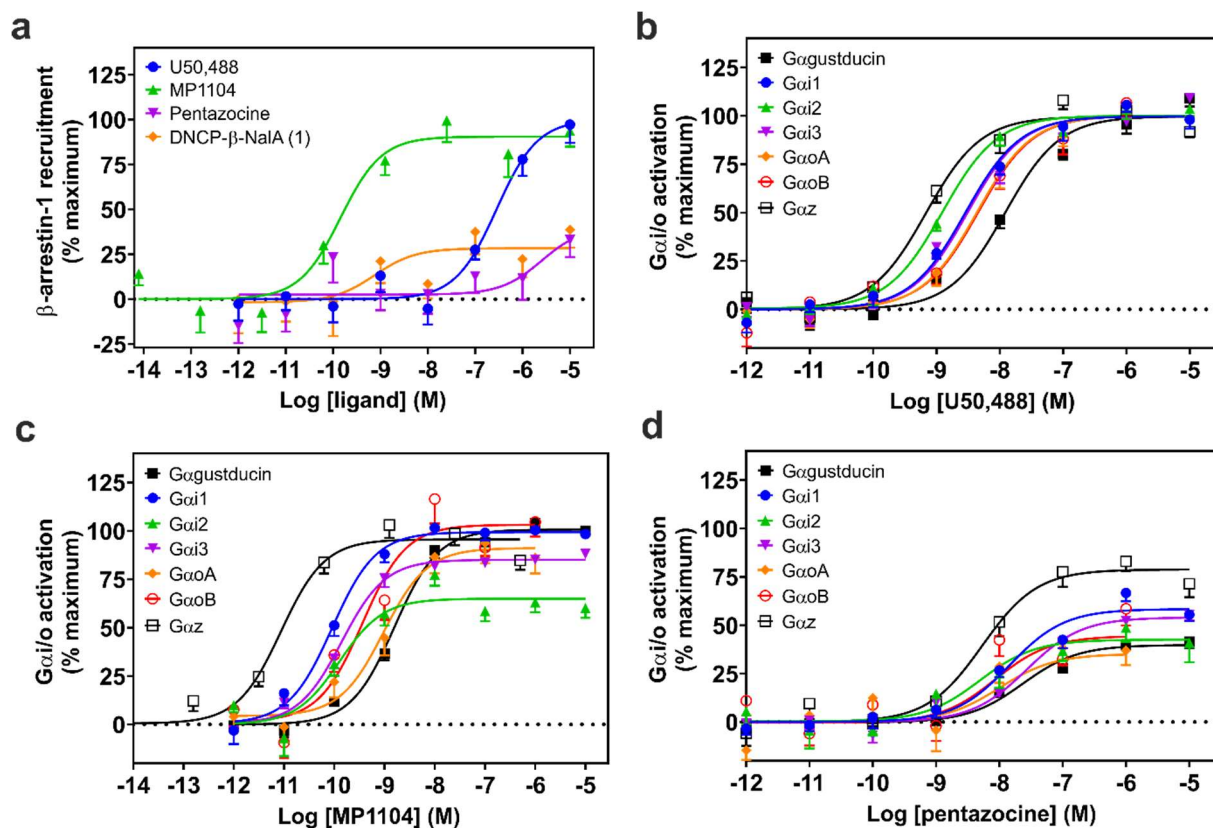 a
β-arrestin-1 recruitment
(% maximum)
125
100
75
50
25
0
-25
U50,488
MP1104
Pentazocine
DNCP-β-NalA (1)
-14 -13 -12 -11 -10 -9 -8 -7 -6 -5
Log [ligand] (M)
b
Gαi/o activation
(% maximum)
125
100
75
50
25
0
Gαgustducin
Gαi1
Gαi2
Gαi3
GαoA
GαoB
Gαz
-12 -11 -10 -9 -8 -7 -6 -5
Log [U50,488] (M)
c
Gαi/o activation
(% maximum)
125
100
75
50
25
0
Gαgustducin
Gαi1
Gαi2
Gαi3
GαoA
GαoB
Gαz
-14 -13 -12 -11 -10 -9 -8 -7 -6 -5
Log [MP1104] (M)
d
Gαi/o activation
(% maximum)
125
100
75
50
25
0
Gαgustducin
Gαi1
Gαi2
Gαi3
GαoA
GαoB
Gαz
-12 -11 -10 -9 -8 -7 -6 -5
Log [pentazocine] (M)